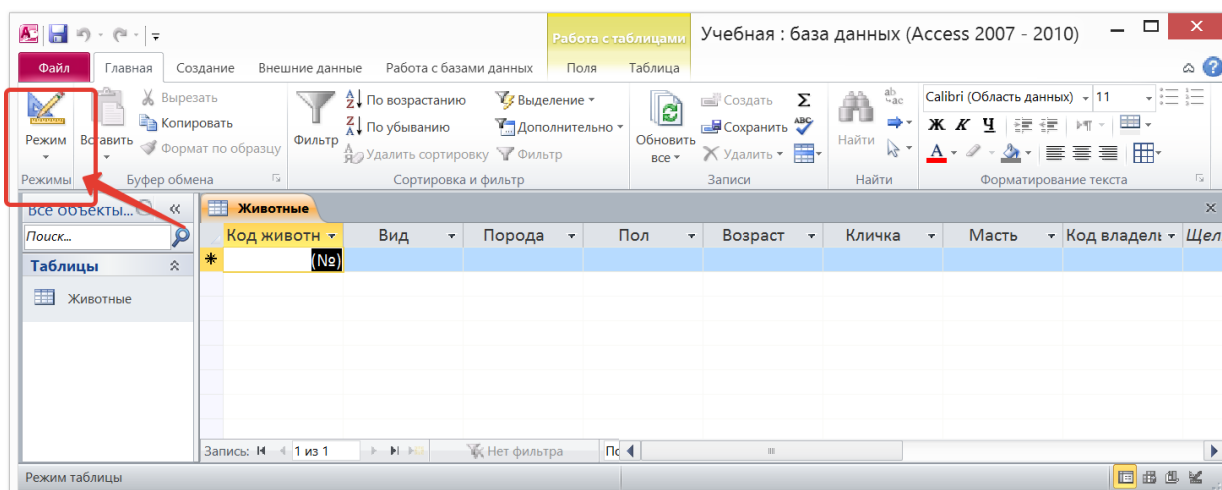 Работа с таблицами
Учебная : база данных (Access 2007 - 2010)
Файл Главная Создание Внешние данные Работа с базами данных Поля Таблица
Режим
Режимы
Вставить
Вырезать
Копировать
Формат по образцу
Буфер обмена
Фильтр
По возрастанию
По убыванию
Удалить сортировку
Выделение
Дополнительно
Фильтр
Сортировка и фильтр
Обновить
все
Создать
Сохранить
Удалить
Записи
Найти
Найти
Calibri (Область данных) 11
Ж К Ч
А
Форматирование текста
Все объекты...
Поиск...
Таблицы
Животные
Животные
Код животн Вид Порода Пол Возраст Кличка Масть Код владель Щел
(№)
Запись: 1 из 1 Нет фильтра По
Режим таблицы